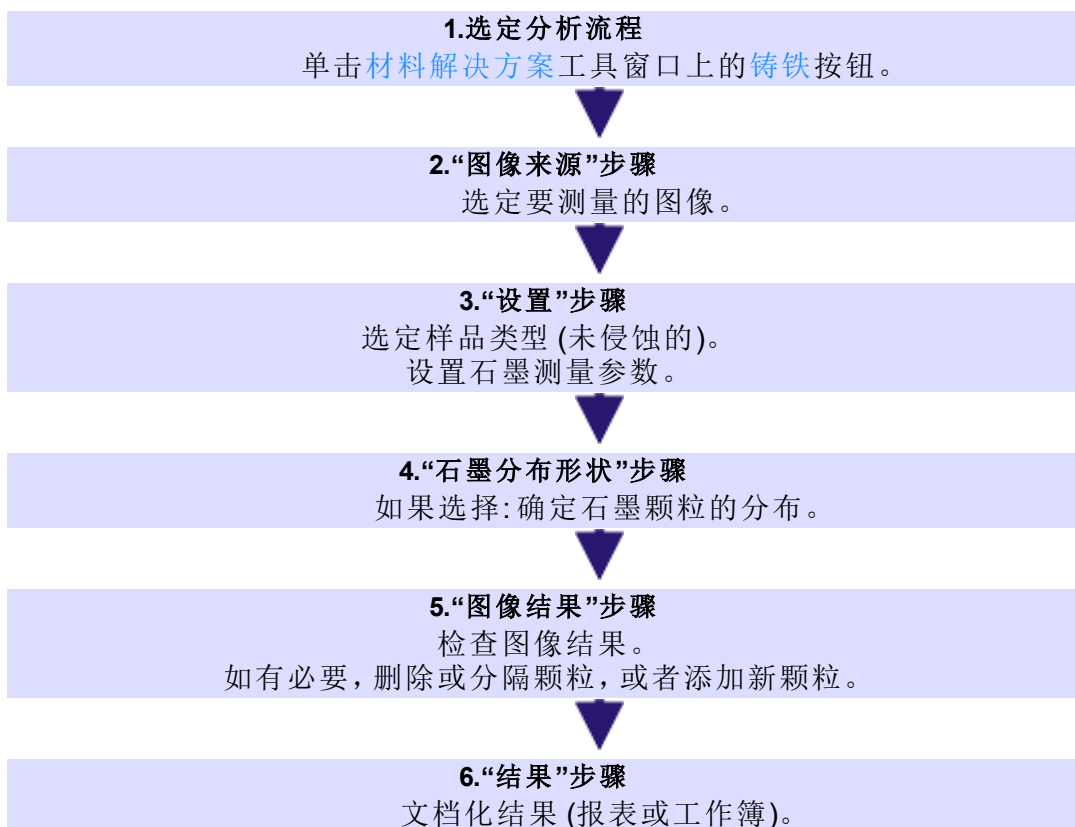 1.选定分析流程
单击材料解决方案工具窗口上的铸铁按钮。
2.“图像来源”步骤
选定要测量的图像。
3.“设置”步骤
选定样品类型 (未侵蚀的)。
设置石墨测量参数。
4.“石墨分布形状”步骤
如果选择:确定石墨颗粒的分布。
5.“图像结果”步骤
检查图像结果。
如有必要，删除或分隔颗粒，或者添加新颗粒。
6.“结果”步骤
文档化结果 (报表或工作簿)。